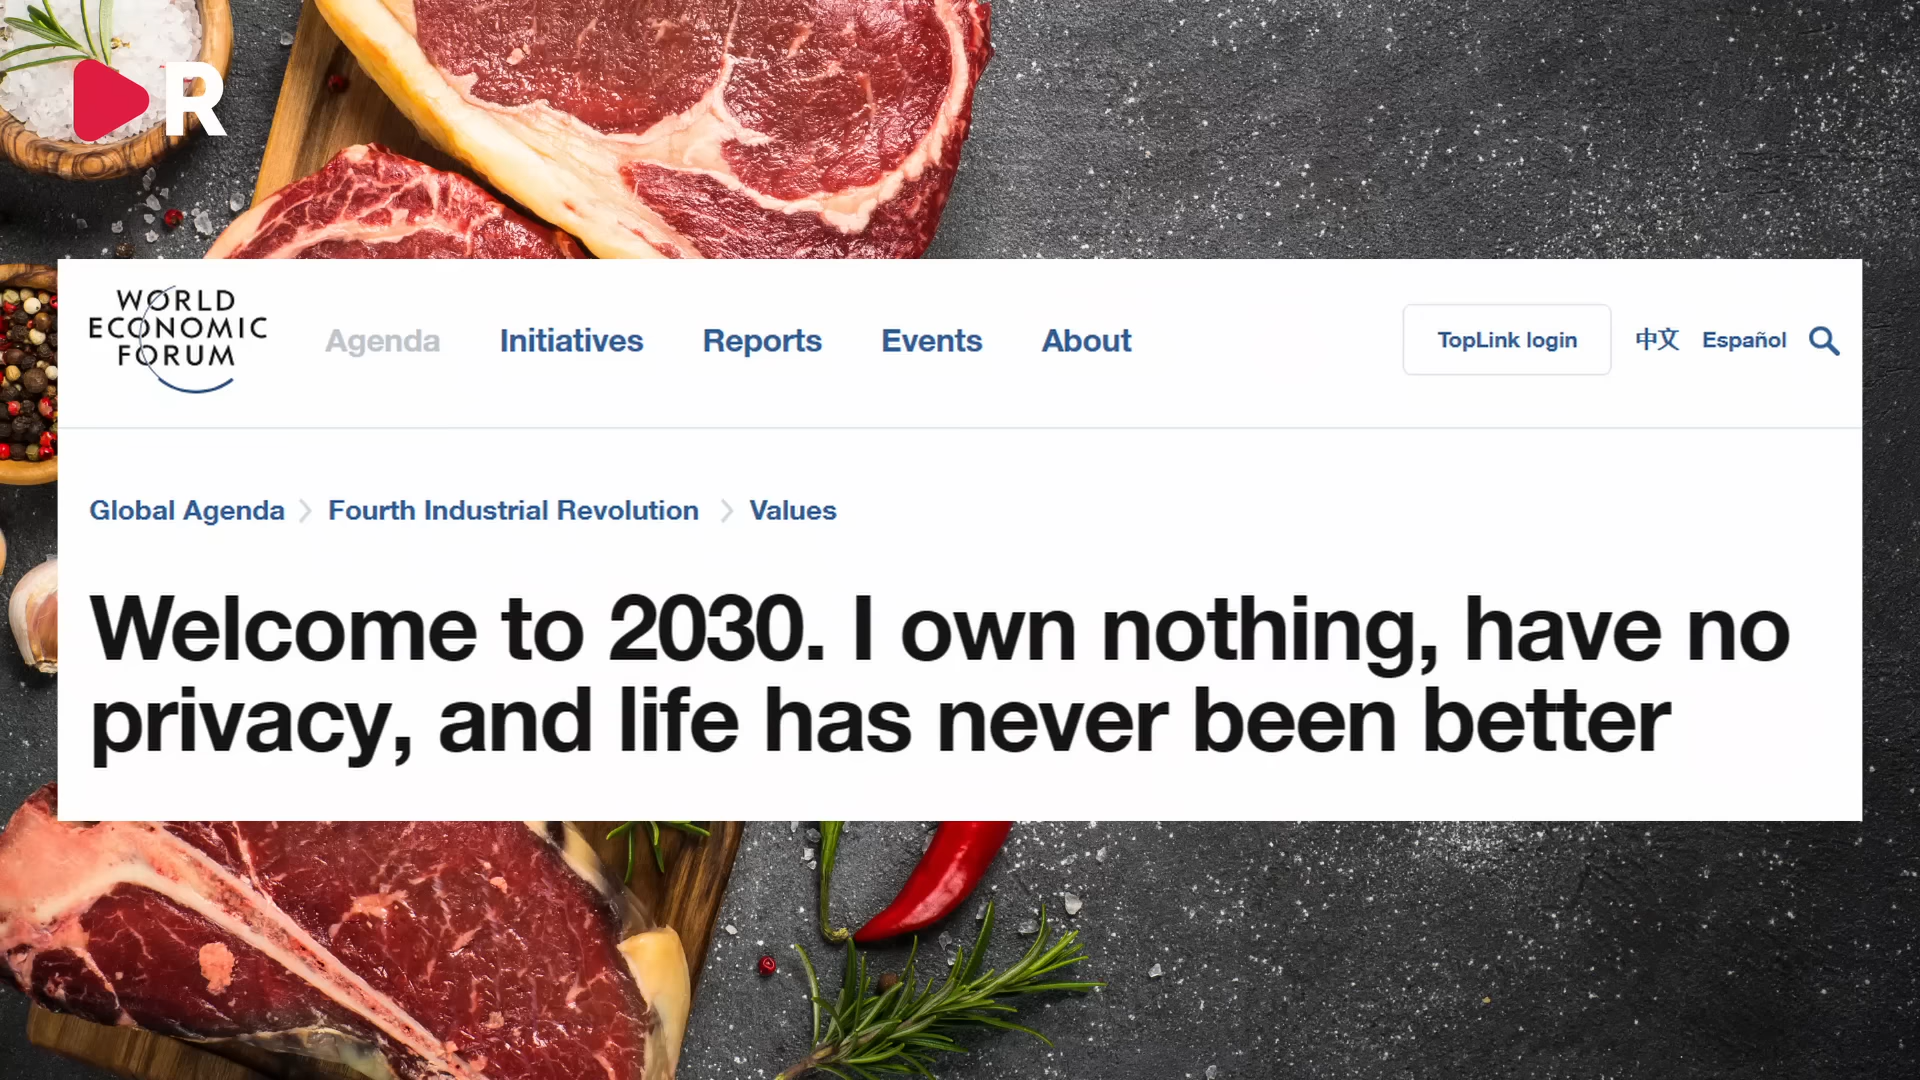 R
WORLD
ECONOMIC
FORUM
Agenda Initiatives Reports Events About TopLink login 中文 Español
Global Agenda Fourth Industrial Revolution Values
Welcome to 2030. I own nothing, have no
privacy, and life has never been better